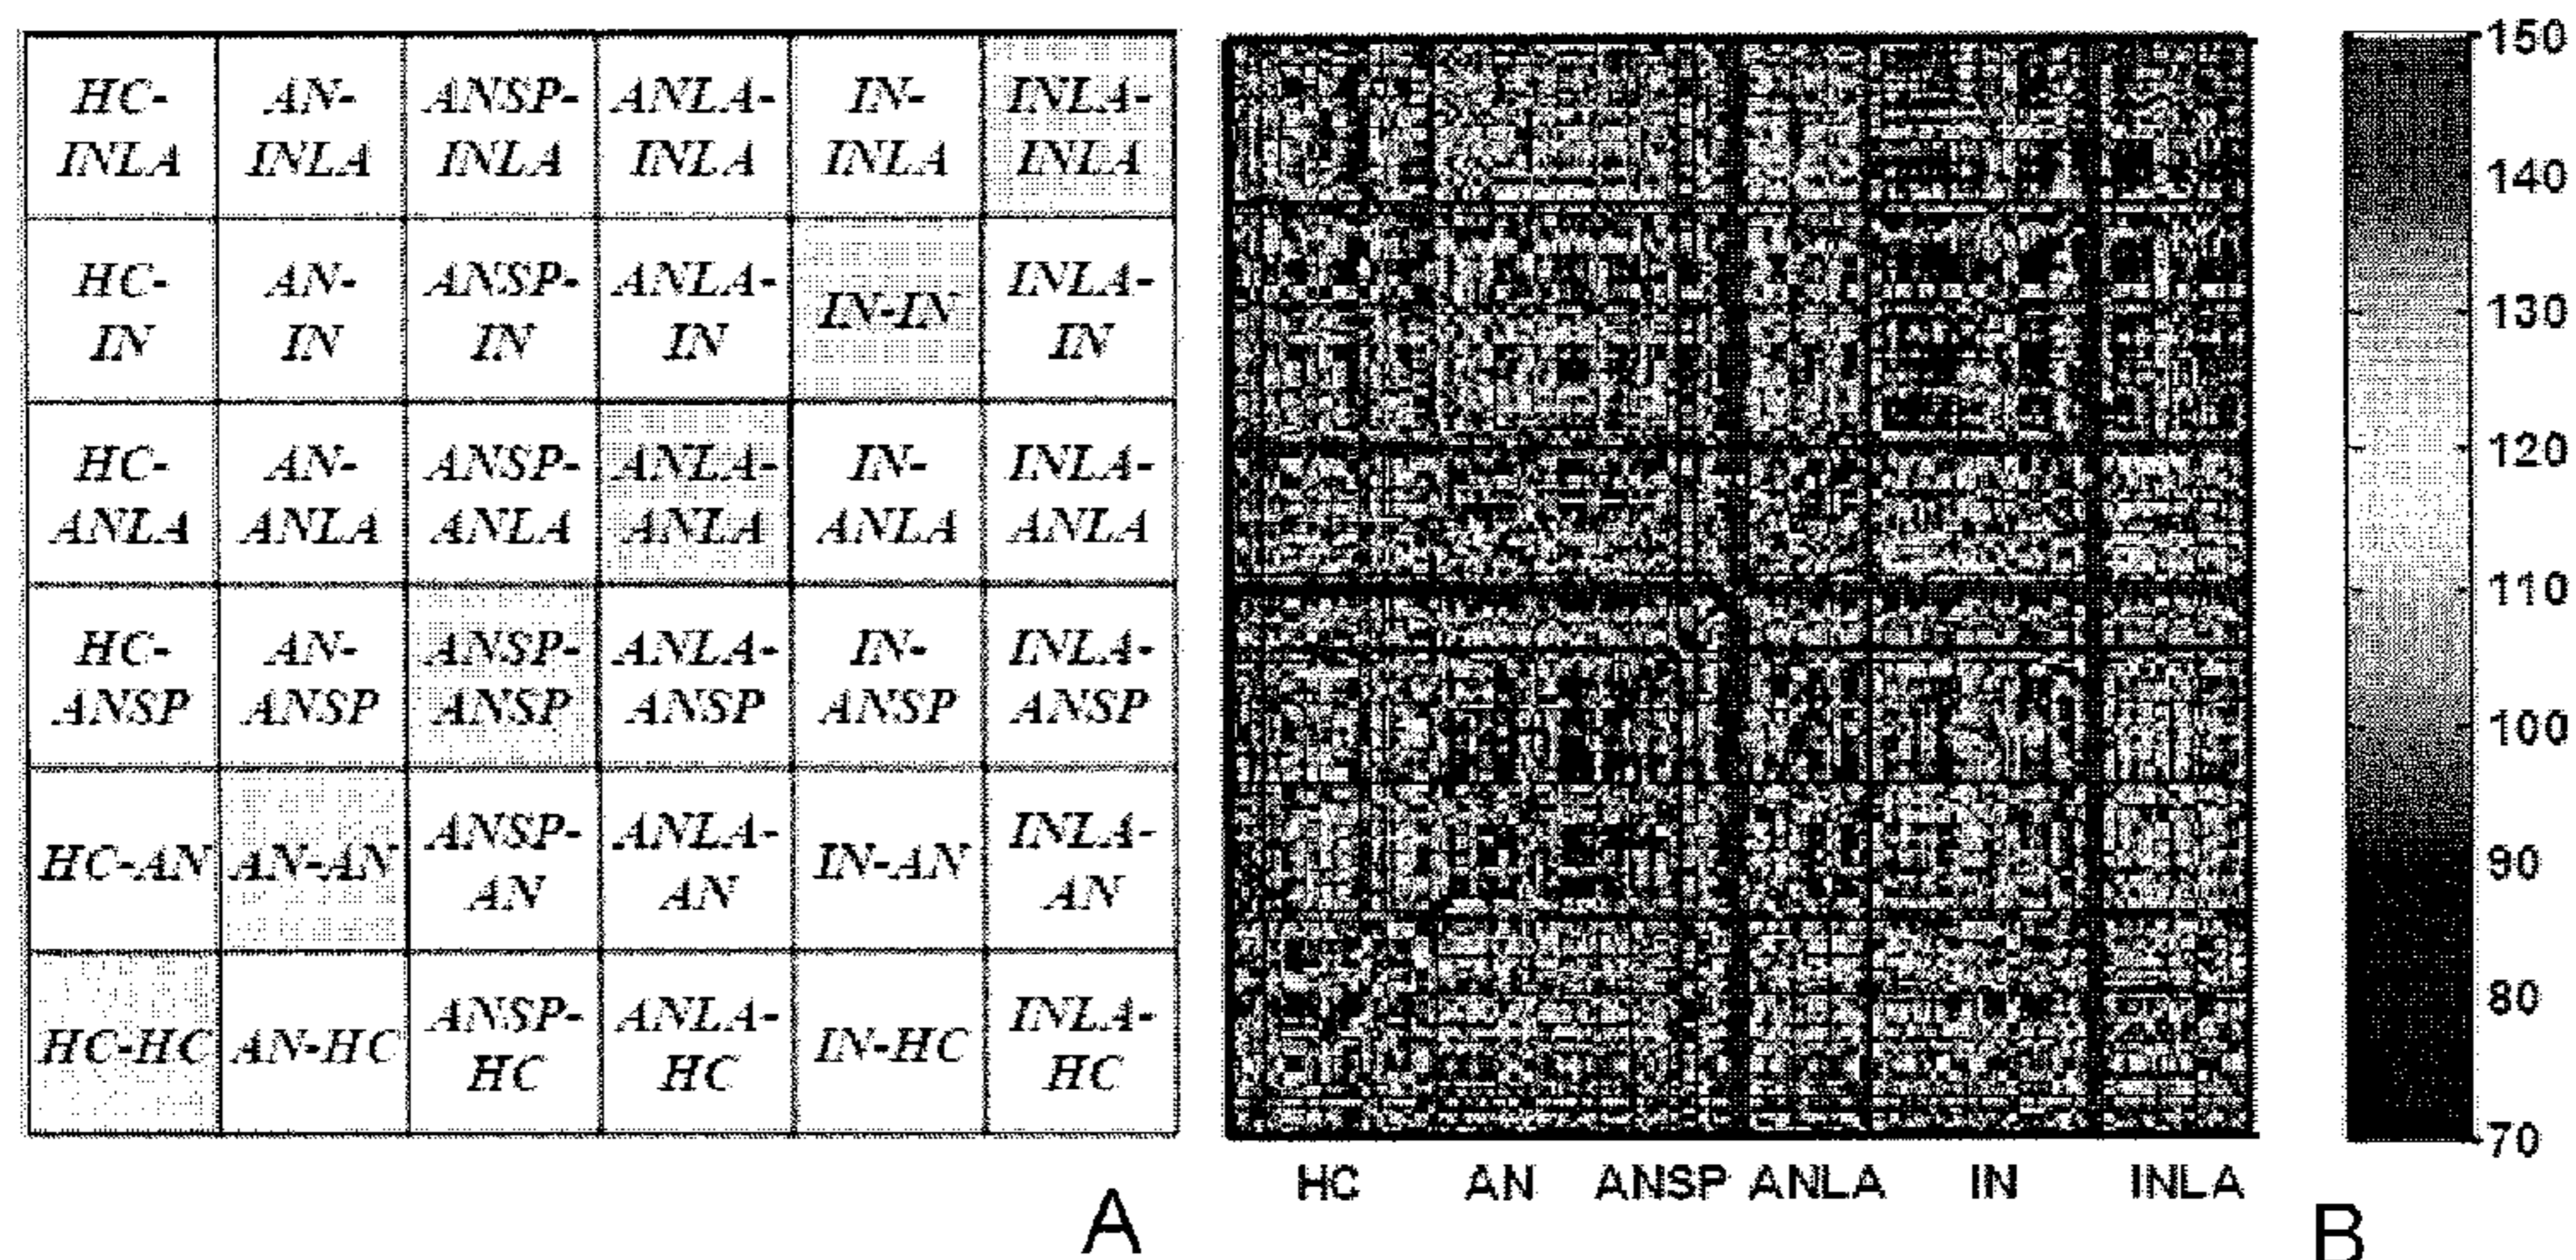 HC- AN- ANSP- ANLA- IN- INLA-
INLA INLA INLA INLA INLA INLA
HC- AN- ANSP- ANLA- IN-IN INLA-
IN IN IN IN IN
HC- AN- ANSP- ANLA- IN- INLA-
ANLA ANLA ANLA ANLA ANLA ANLA
HC- AN- ANSP- ANLA- IN- INLA-
ANSP ANSP ANSP ANSP ANSP ANSP
HC-AN AN-AN ANSP- ANLA- IN-AN INLA-
AN AN AN
HC-HC AN-HC ANSP- ANLA- IN-HC INLA-
HC HC HC
A
150
140
130
120
110
100
90
80
70
HC AN ANSP ANLA IN INLA
B